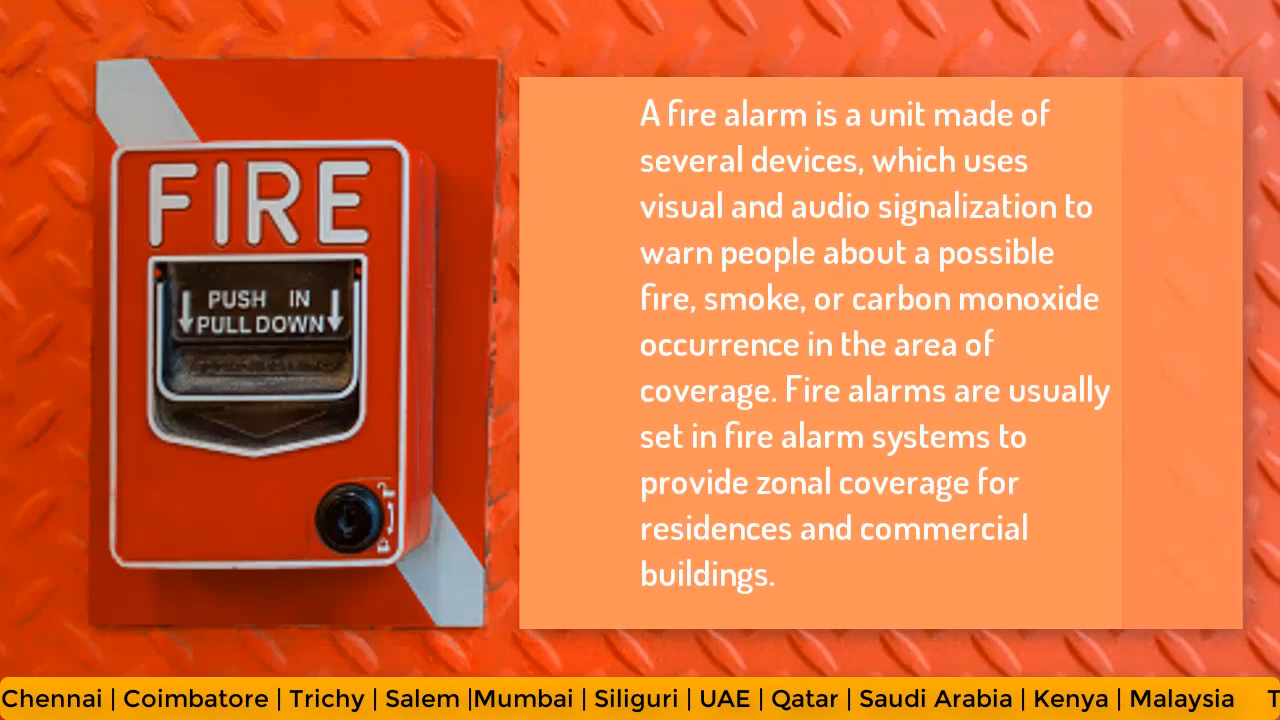 FIRE
PUSH IN
PULL DOWN
A fire alarm is a unit made of
several devices, which uses
visual and audio signalization to
warn people about a possible
fire, smoke, or carbon monoxide
occurrence in the area of
coverage. Fire alarms are usually
set in fire alarm systems to
provide zonal coverage for
residences and commercial
buildings.
Chennai | Coimbatore | Trichy | Salem |Mumbai | Siliguri | UAE | Qatar | Saudi Arabia | Kenya | Malaysia